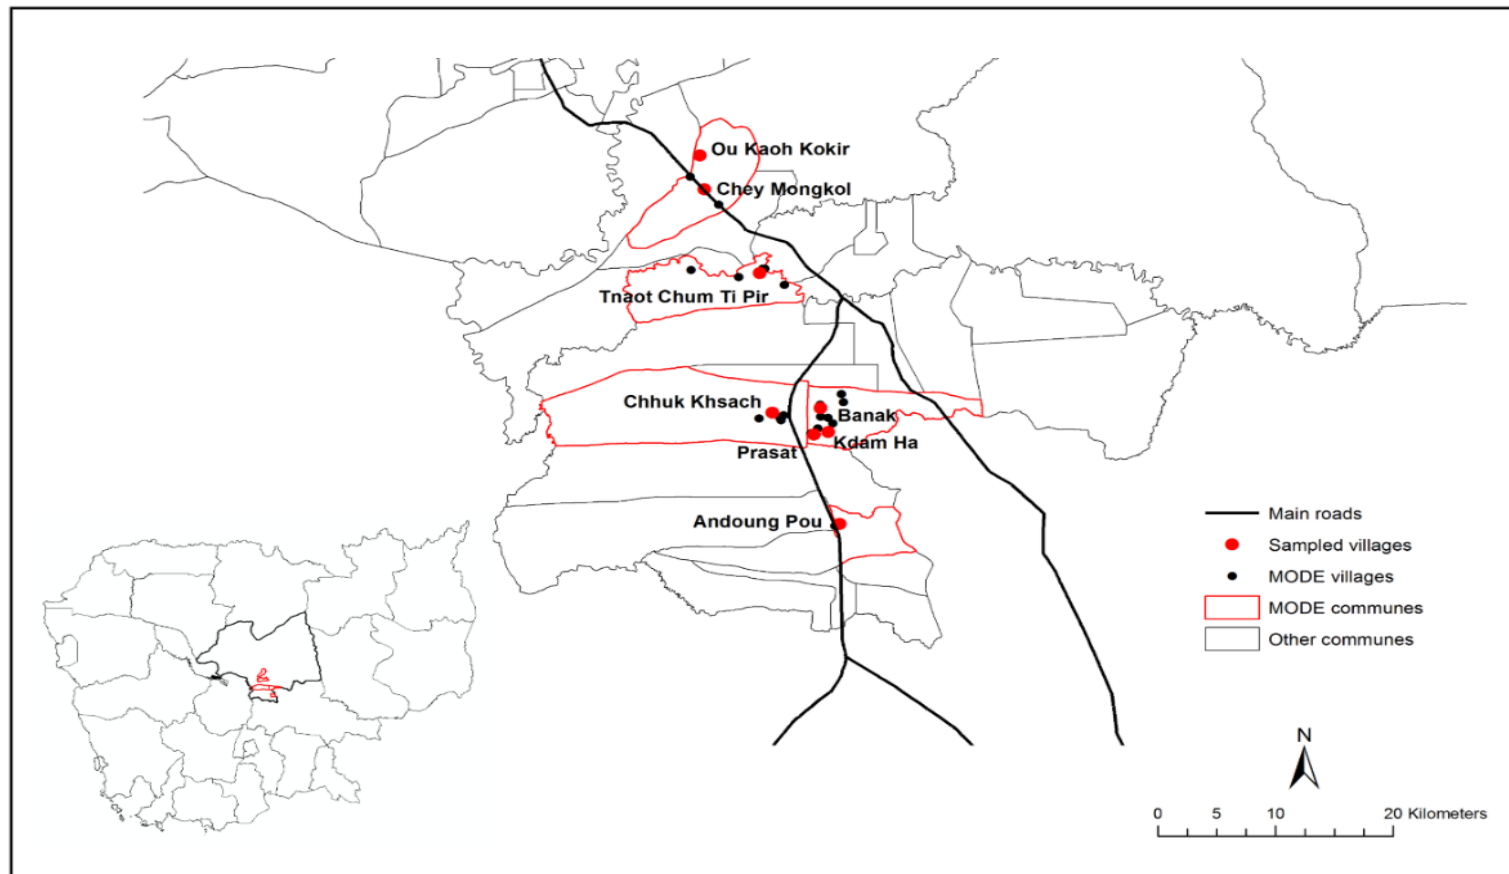 Ou Kaoh Kokir
Chey Mongkol
Tnaot Chum Ti Pir
Chhuk Khsach
Banak
Kdam Ha
Prasat
Andoung Pou
Main roads
Sampled villages
MODE villages
MODE communes
Other communes
N
0 5 10 20 Kilometers